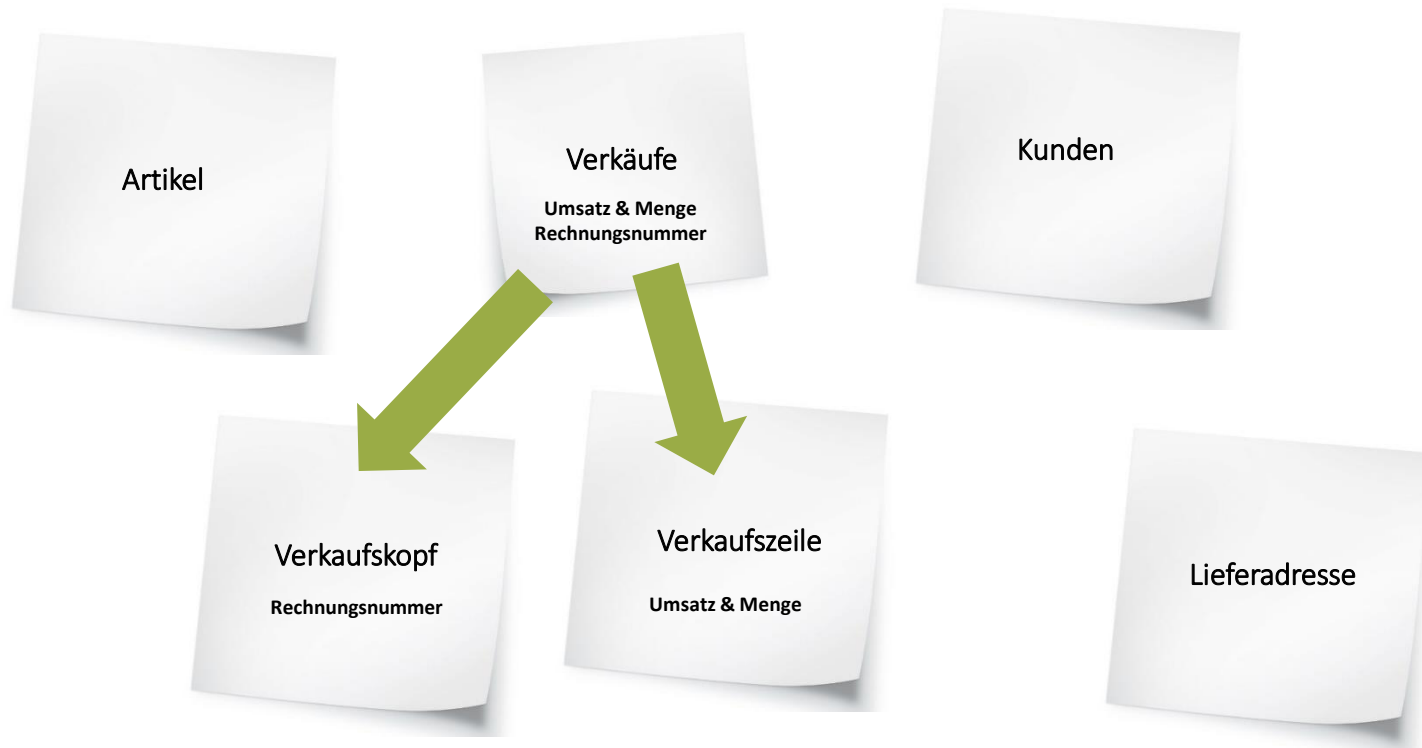 Artikel
Verkäufe
Umsatz & Menge
Rechnungsnummer
Kunden
Verkaufskopf
Rechnungsnummer
Verkaufszeile
Umsatz & Menge
Lieferadresse